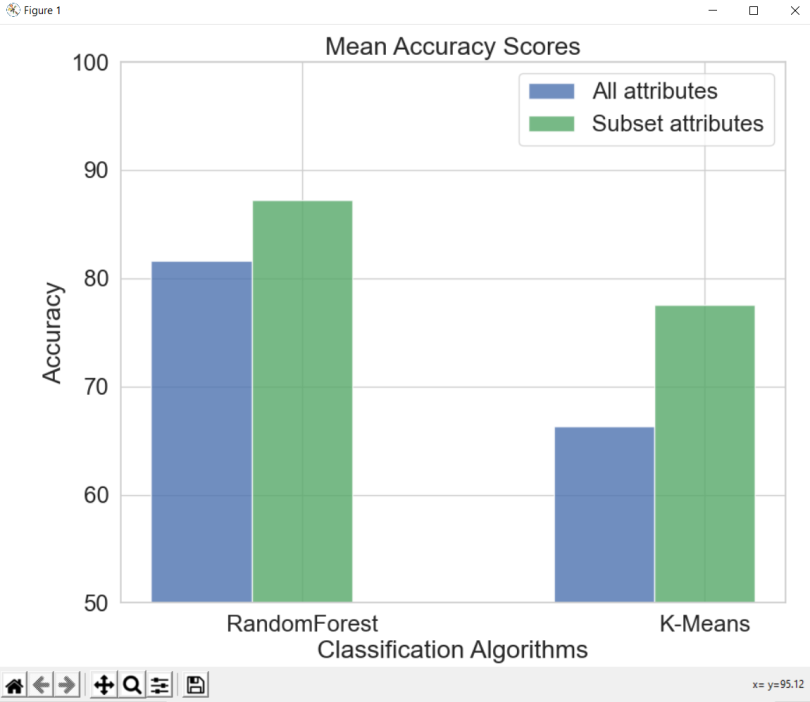 Figure 1
Mean Accuracy Scores
All attributes
Subset attributes
Accuracy
100
90
80
70
60
50
RandomForest
K-Means
Classification Algorithms
x= y=95.12